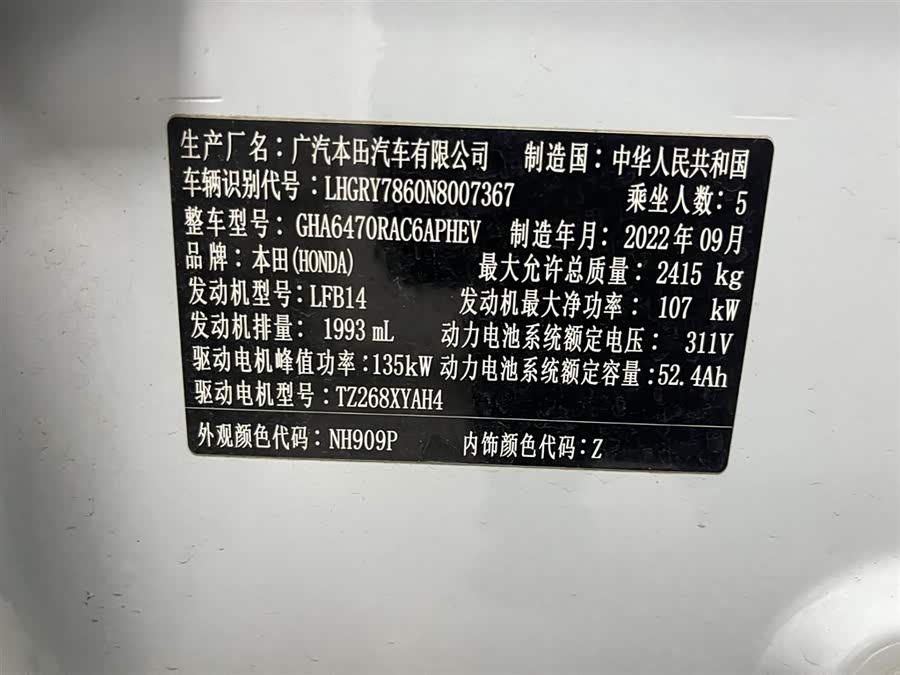 生产厂名：广汽本田汽车有限公司 制造国：中华人民共和国
车辆识别代号：LHGRY7860N8007367 乘坐人数：5
整车型号：GHA6470RAC6APHEV 制造年月：2022年09月
品牌：本田(HONDA) 最大允许总质量：2415 kg
发动机型号：LFB14 发动机最大净功率：107 kW
发动机排量：1993 mL 动力电池系统额定电压：311V
驱动电机峰值功率：135kW 动力电池系统额定容量：52.4Ah
驱动电机型号：TZ268XYAH4
外观颜色代码：NH909P 内饰颜色代码：Z